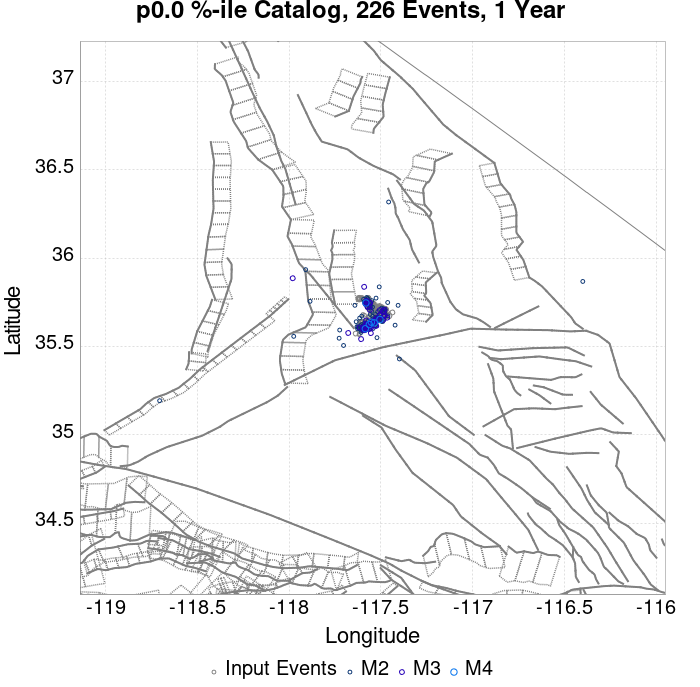 p0.0 %-ile Catalog, 226 Events, 1 Year
37
36.5
36
35.5
35
34.5
Latitude
-119
-118.5
-118
-117.5
-117
-116.5
-116
Longitude
Input Events
M2
M3
M4